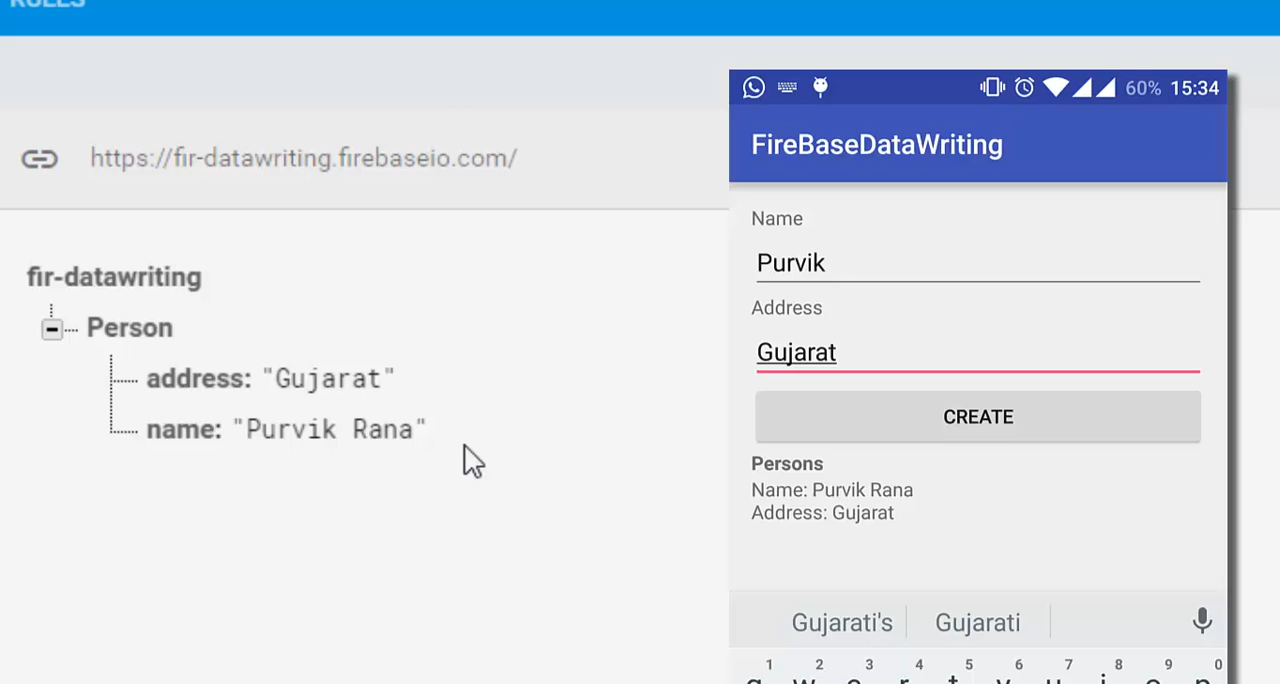 RULES
https://fir-datawriting.firebaseio.com/
fir-datawriting
Person
address: "Gujarat"
name: "Purvik Rana"
60% 15:34
FireBaseDataWriting
Name
Purvik
Address
Gujarat
CREATE
Persons
Name: Purvik Rana
Address: Gujarat
Gujarati's Gujarati
1 2 3 4 5 6 7 8 9 0
q w e r t y u i o p